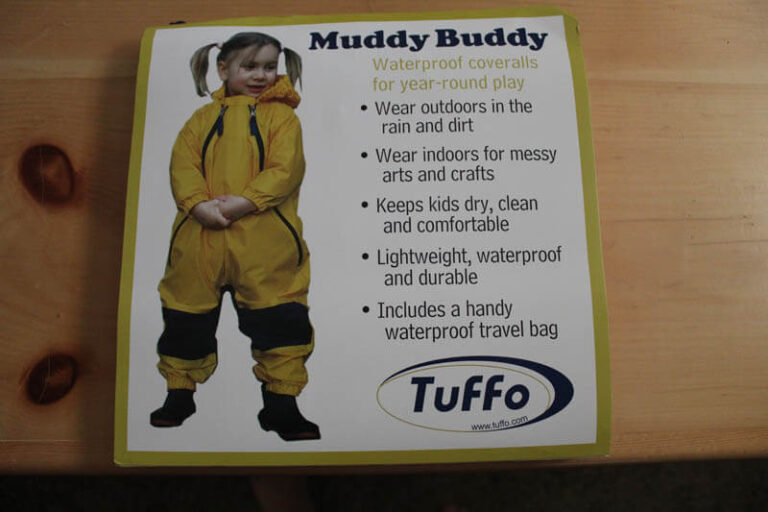 Muddy Buddy
Waterproof coveralls
for year-round play
• Wear outdoors in the
rain and dirt
• Wear indoors for messy
arts and crafts
• Keeps kids dry, clean
and comfortable
• Lightweight, waterproof
and durable
• Includes a handy
waterproof travel bag
Tuffo
www.tuffo.com